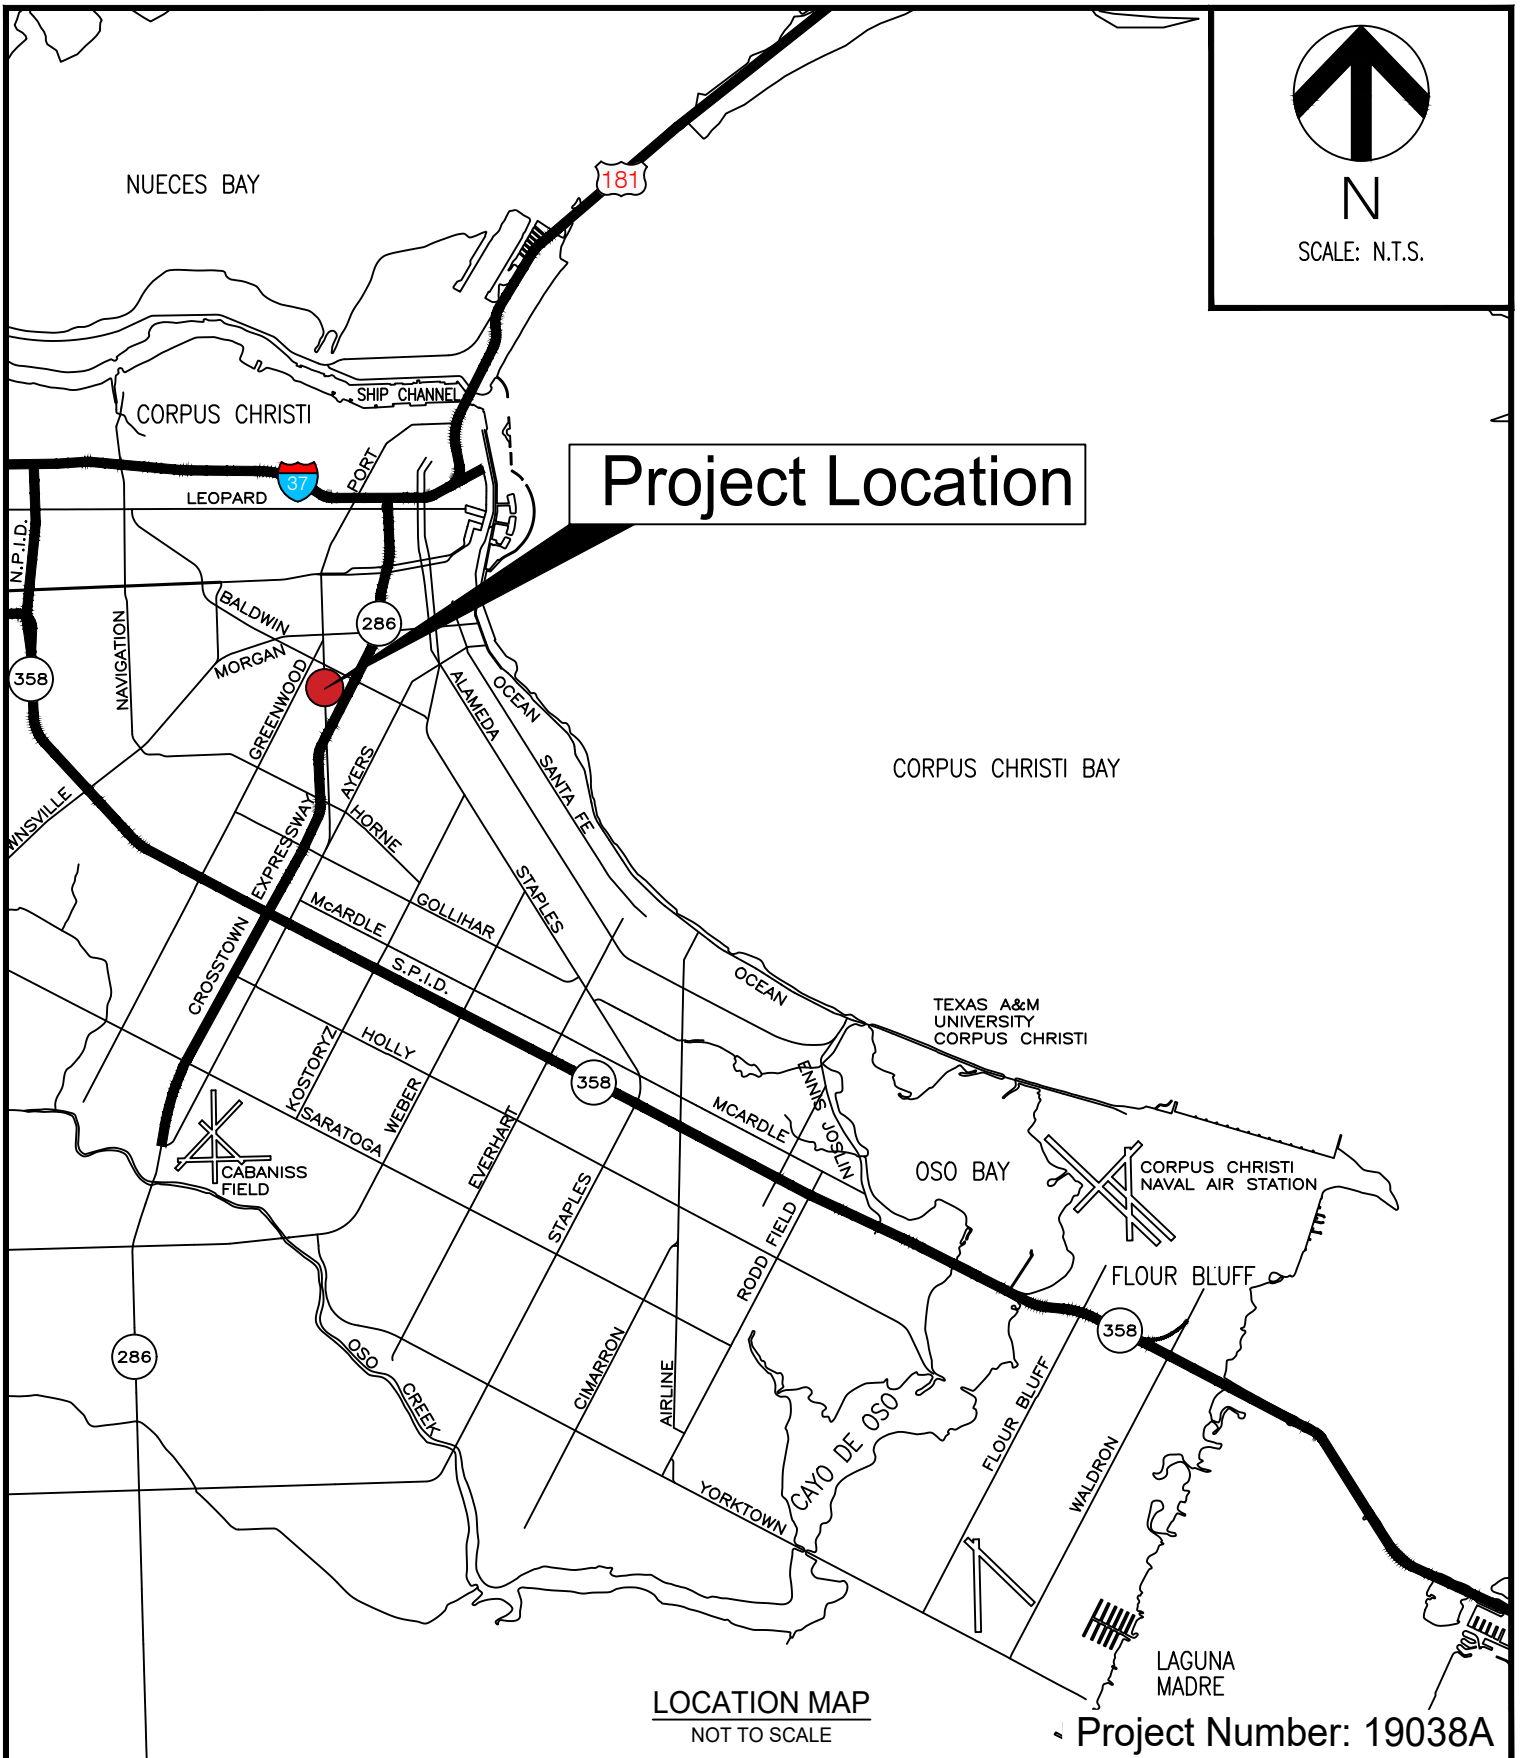 N
SCALE: N.T.S.
181
NUECES BAY
SHIP CHANNEL
CORPUS CHRISTI
PORT
37
LEOPARD
Project Location
N.P.I.D.
BALDWIN
286
NAVIGATION
MORGAN
GREENWOOD
358
ALAMEDA
OCEAN
AYERS
SANTA FE
CORPUS CHRISTI BAY
WNSVILLE
HORNE
CROSSTOWN EXPRESSWAY
STAPLES
McARDLE
GOLLIHAR
S.P.I.D.
OCEAN
TEXAS A&M
UNIVERSITY
CORPUS CHRISTI
KOSTORYZ
HOLLY
358
ENNIS JOSLIN
WEBER
MCARDLE
SARATOGA
EVERHART
CABANISS
FIELD
OSO BAY
CORPUS CHRISTI
NAVAL AIR STATION
STAPLES
RODD FIELD
FLOUR BLUFF
358
286
OSO
CREEK
CIMARRON
AIRLINE
CAYO DE OSO
FLOUR BLUFF
WALDRON
YORKTOWN
LAGUNA
MADRE
LOCATION MAP
NOT TO SCALE
Project Number: 19038A